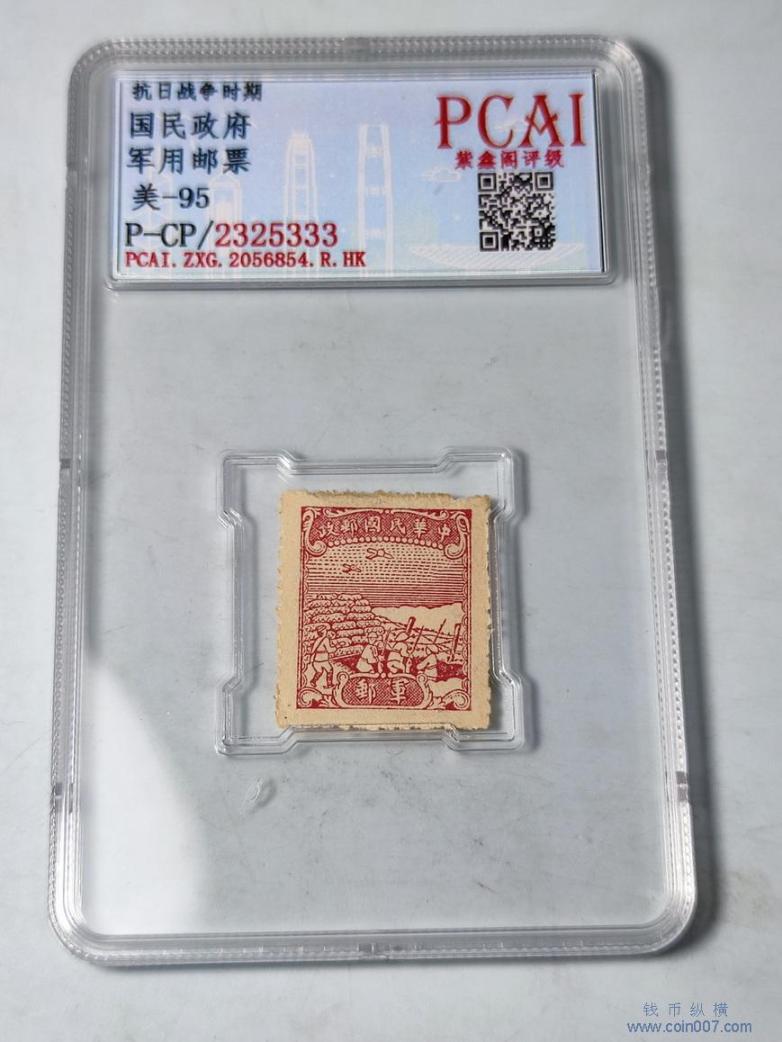 抗日战争时期
国民政府
军用邮票
美-95
P-CP/2325333
PCAI.ZXG.2056854.R.HK
PCAI
紫鑫阁评级
政郵國民華中
郵軍
钱币纵横
www.coin007.com